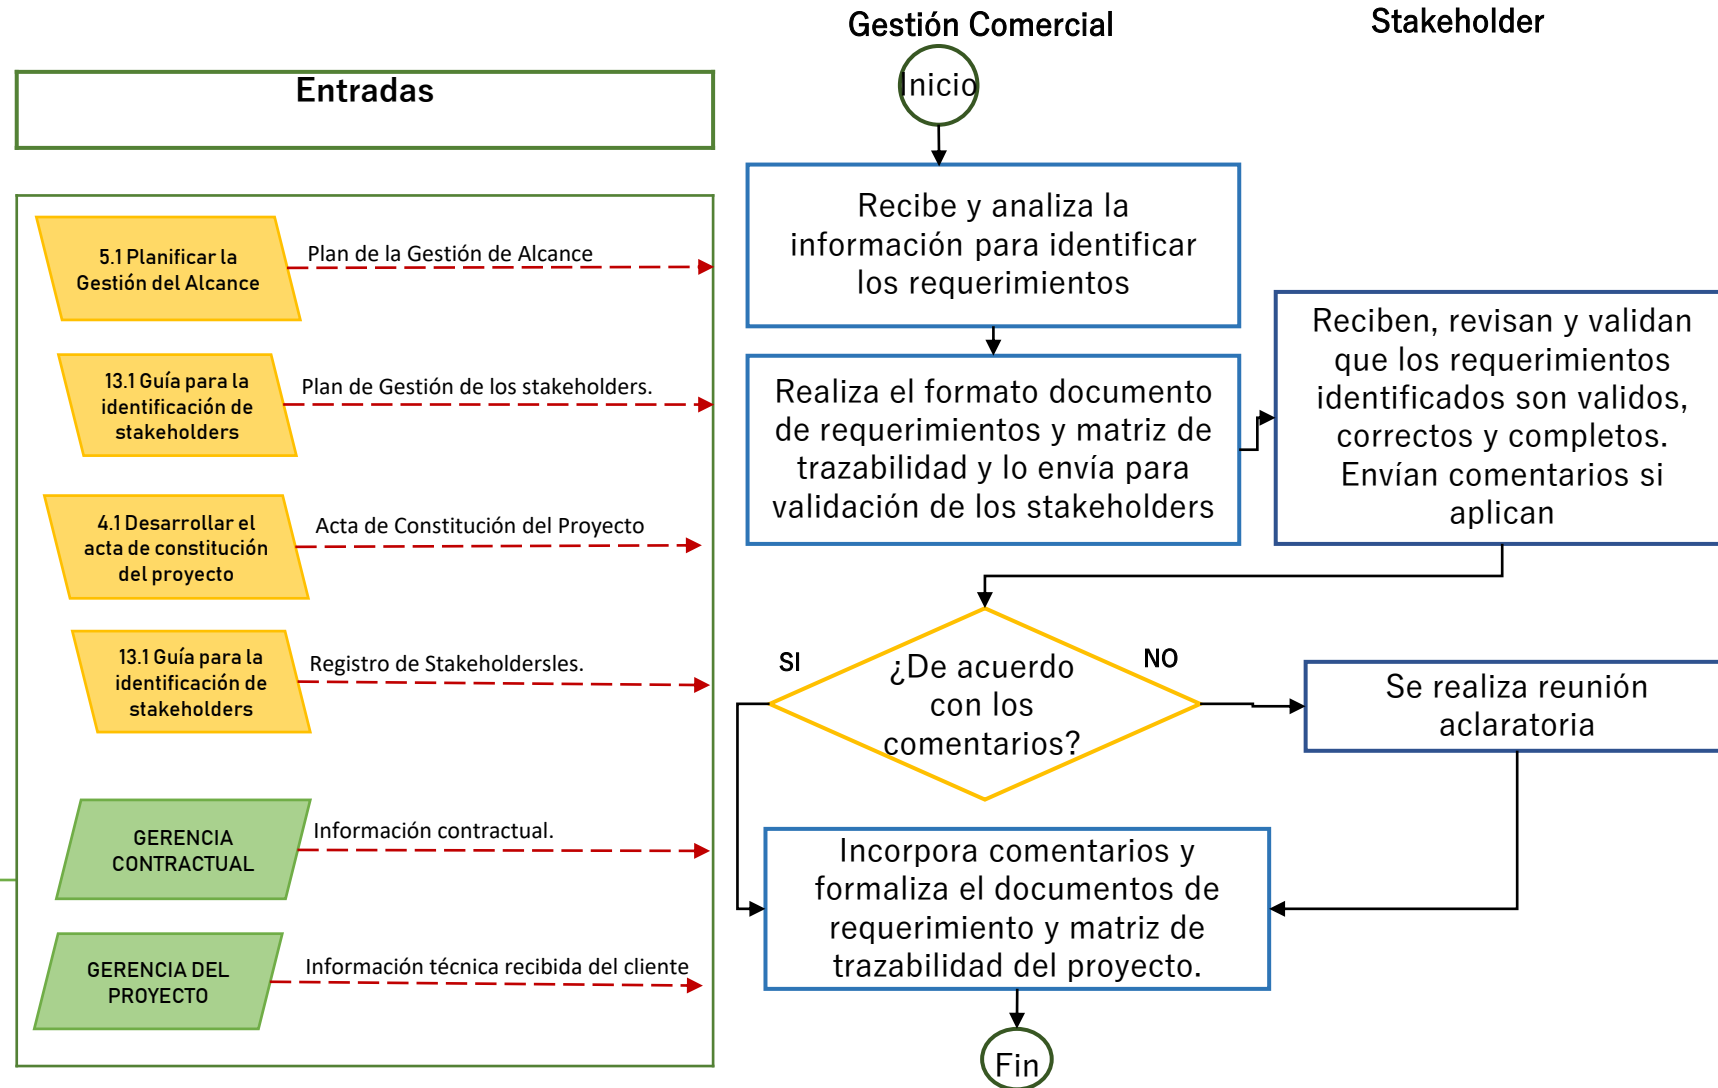 Gestión Comercial
Stakeholder
Entradas
Inicio
5.1 Planificar la
Gestión del Alcance
Plan de la Gestión de Alcance
13.1 Guía para la
identificación de
stakeholders
Plan de Gestión de los stakeholders.
4.1 Desarrollar el
acta de constitución
del proyecto
Acta de Constitución del Proyecto
13.1 Guía para la
identificación de
stakeholders
Registro de Stakeholdersles.
GERENCIA
CONTRACTUAL
Información contractual.
GERENCIA DEL
PROYECTO
Información técnica recibida del cliente
Recibe y analiza la
información para identificar
los requerimientos
Realiza el formato documento
de requerimientos y matriz de
trazabilidad y lo envía para
validación de los stakeholders
Reciben, revisan y validan
que los requerimientos
identificados son validos,
correctos y completos.
Envían comentarios si
aplican
SI
¿De acuerdo
con los
comentarios?
NO
Se realiza reunión
aclaratoria
Incorpora comentarios y
formaliza el documentos de
requerimiento y matriz de
trazabilidad del proyecto.
Fin